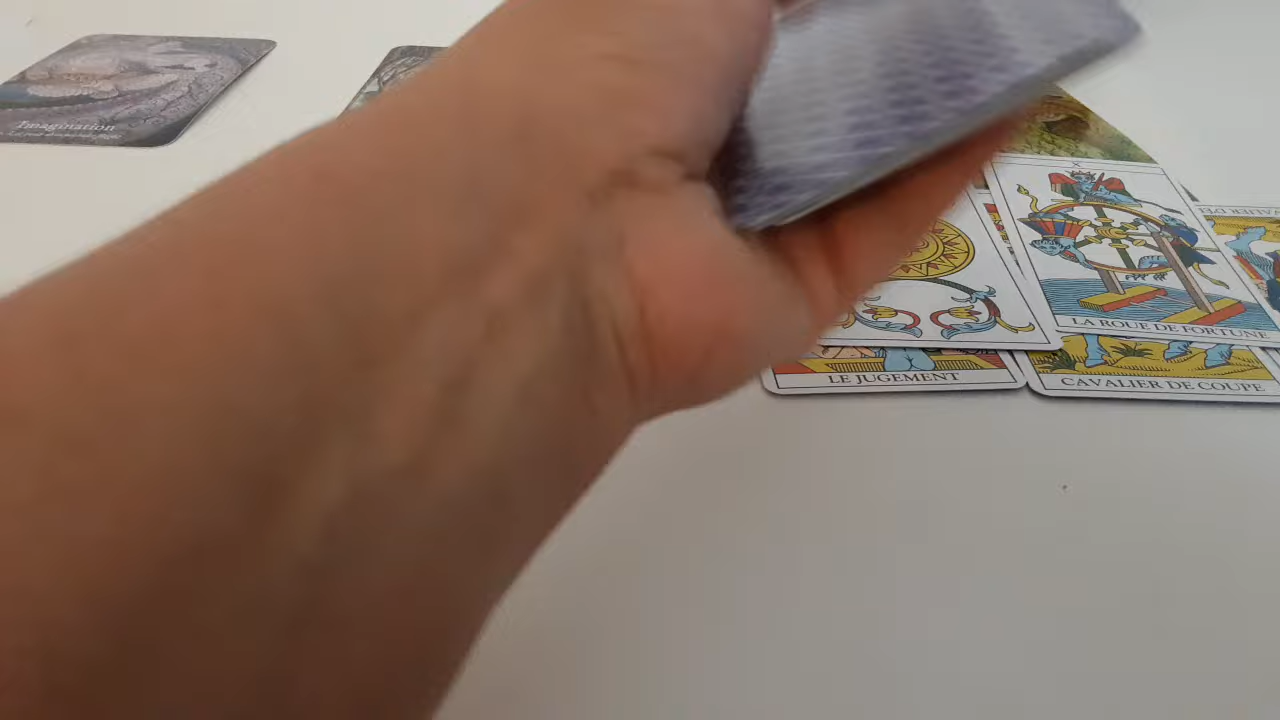 Imagination
X
LA ROUE DE FORTUNE
LE JUGEMENT
CAVALIER DE COUPE